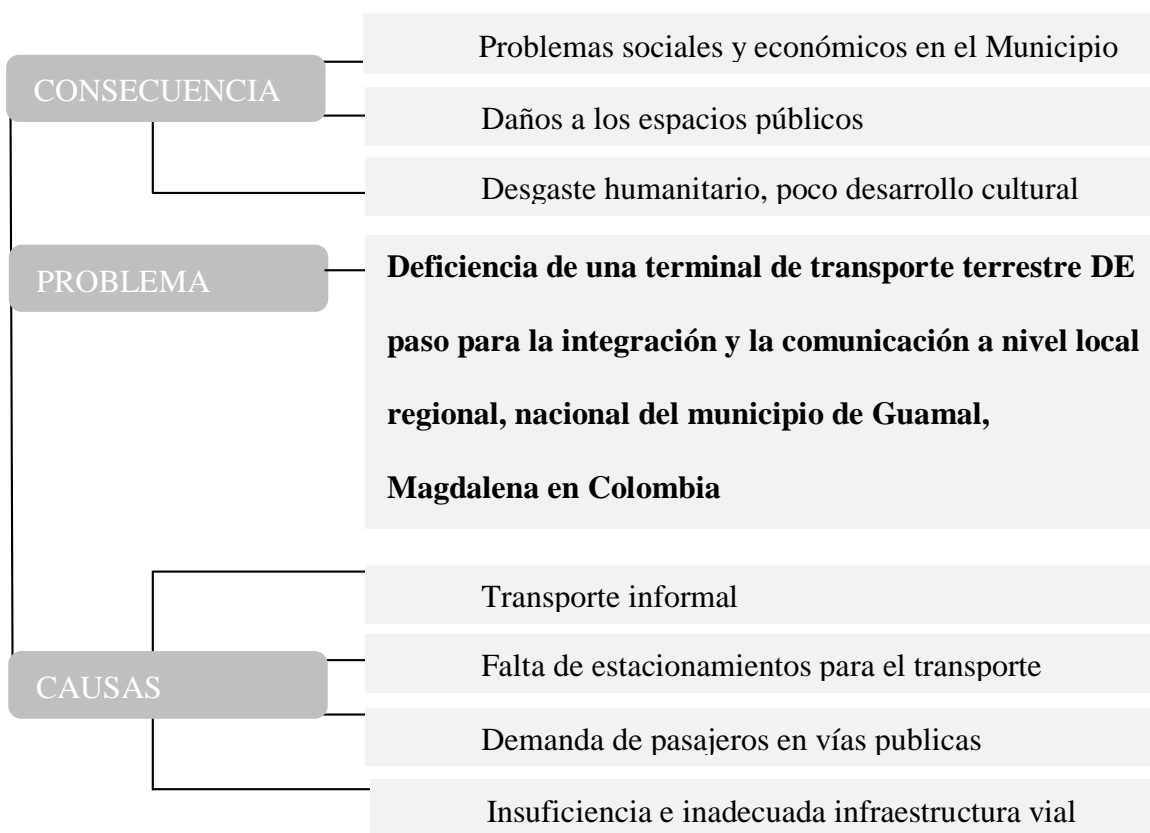 Problemas sociales y económicos en el Municipio
CONSECUENCIA
Daños a los espacios públicos
Desgaste humanitario, poco desarrollo cultural
PROBLEMA
Deficiencia de una terminal de transporte terrestre DE
paso para la integración y la comunicación a nivel local
regional, nacional del municipio de Guamal,
Magdalena en Colombia
Transporte informal
Falta de estacionamientos para el transporte
CAUSAS
Demanda de pasajeros en vías publicas
Insuficiencia e inadecuada infraestructura vial